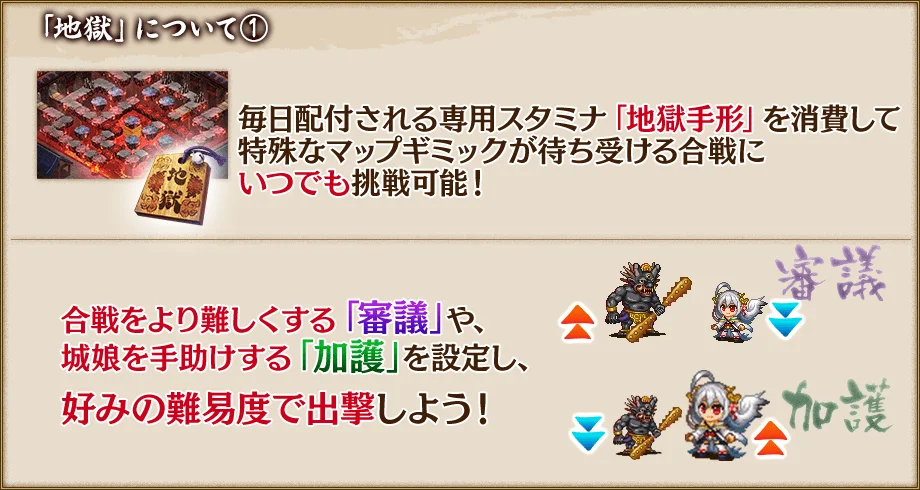 「地獄」について①
毎日配付される専用スタミナ「地獄手形」を消費して
特殊なマップギミックが待ち受ける合戦に
いつでも挑戦可能！
地獄
合戦をより難しくする「審議」や、
城娘を手助けする「加護」を設定し、
好みの難易度で出撃しよう！
審議
加護